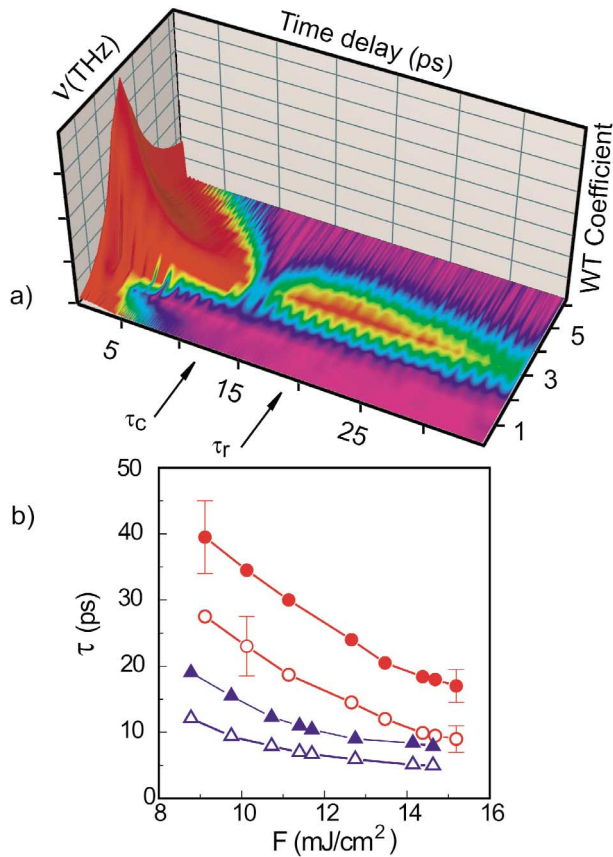 ν(THz)
Time delay (ps)
WT Coefficient
a)
5
15
25
1
3
5
τc
τr
b)
50
40
30
20
10
0
τ (ps)
8
10
12
14
16
F (mJ/cm²)